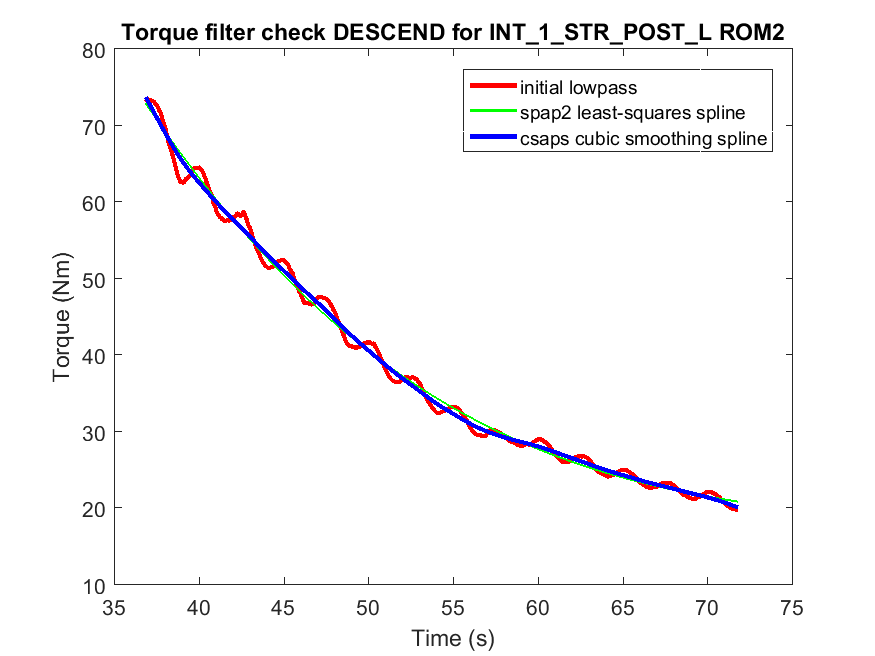 Torque filter check DESCEND for INT_1_STR_POST_L ROM2
initial lowpass
spap2 least-squares spline
csaps cubic smoothing spline
80
70
60
50
40
30
20
10
Torque (Nm)
35 40 45 50 55 60 65 70 75
Time (s)